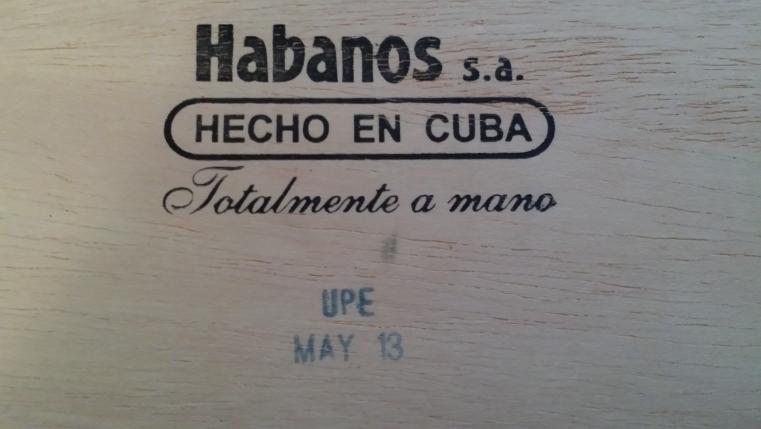 Habanos s.a.
HECHO EN CUBA
Totalmente a mano
UPE
MAY 13